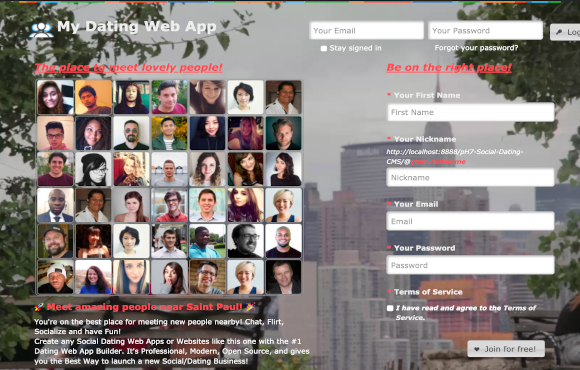 My Dating Web App
Your Email
Your Password
Stay signed in
Forgot your password?
The place to meet lovely people!
Be on the right place!
* Your First Name
First Name
* Your Nickname
http://localhost:8888/pH7-Social-Dating-
CMS/@
Nickname
* Your Email
Email
* Your Password
Password
* Terms of Service
I have read and agree to the Terms of
Service.
Join for free!
🚀 Meet amazing people near Saint Paul! 🎉
You're on the best place for meeting new people nearby! Chat, Flirt,
Socialize and have Fun!
Create any Social Dating Web Apps or Websites like this one with the #1
Dating Web App Builder. It's Professional, Modern, Open Source, and gives
you the Best Way to launch a new Social/Dating Business!